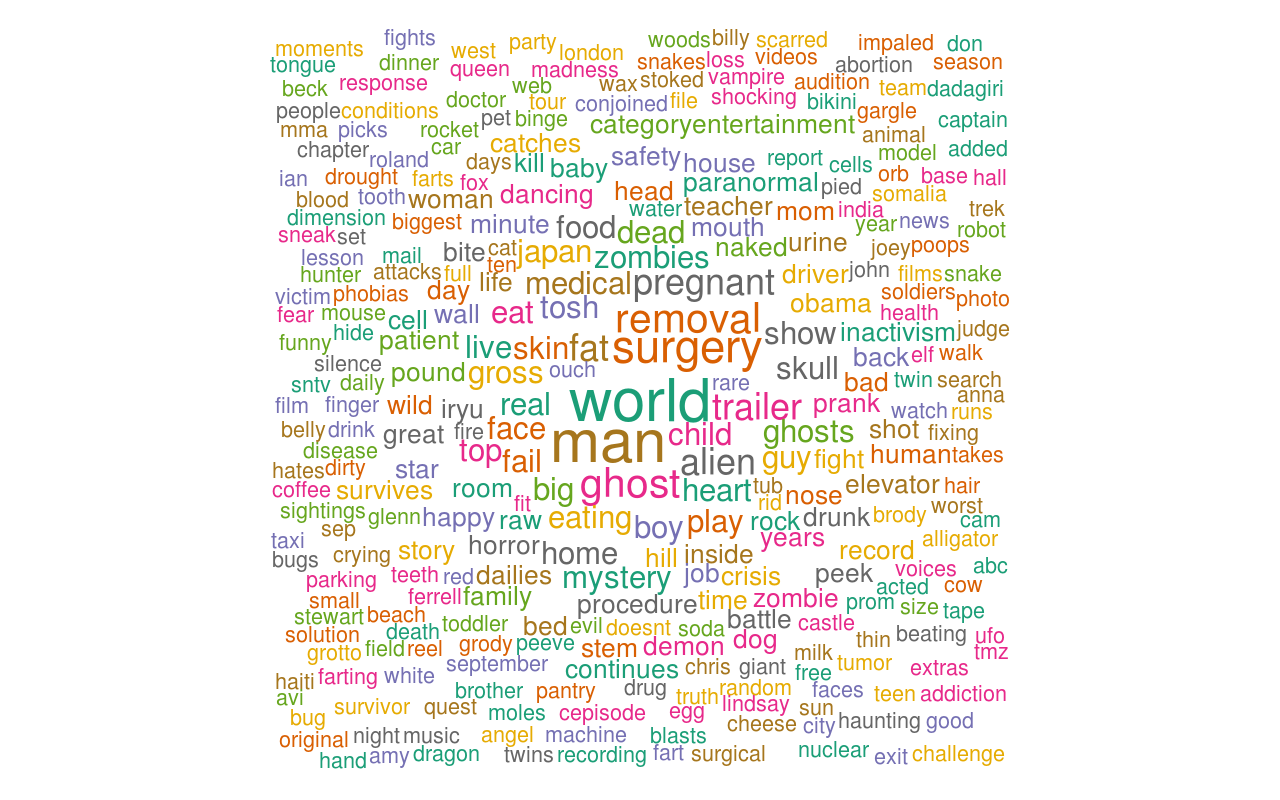 moments fights west party london woods billy scarred impaled don
tongue dinner queen madness snakes loss videos abortion season
beck response web wax stoked vampire audition team dadagiri
people conditions doctor tour conjoined file shocking bikini gargle captain
mma picks rocket pet binge categoryentertainment animal
chapter roland car catches safety house report cells model added
ian drought farts fox days kill baby paranormal pied orb base hall
blood tooth woman dancing head water teacher mom india somalia trek
dimension biggest minute food dead mouth year news robot
sneak set bite cat japan zombies naked urine joey poops
lesson mail ten
hunter attacks full life medical pregnant driver john films snake
victim phobias day tosh removal obama soldiers photo
fear mouse cell wall eat show inactivism health judge
funny hide patient live skin fat surgery back elf walk
silence pound gross ouch skull bad twin search
sntv daily world rare anna
film finger wild iryu real trailer prank watch runs
belly drink great fire face man child ghosts shot fixing
disease top fail alien guy fight human takes
hates dirty star
coffee survives room fit big ghost heart tub rid nose elevator hair
sightings glenn happy raw eating boy play rock drunk brody worst cam
taxi sep years alligator
bugs crying story horror home hill inside record
parking teeth red dailies mystery job crisis peek voices abc
small ferrell family procedure time zombie prom acted cow
stewart beach toddler bed evil doesnt soda battle castle size tape
solution death grody peeve stem demon dog thin beating ufo
grotto field reel september continues chris giant milk tumor extras tmz
haiti farting white brother pantry drug truth random free faces teen addiction
avi survivor quest moles cepisode egg lindsay sun
bug cheese city haunting good
original night music angel machine blasts
hand amy dragon twins recording fart surgical nuclear exit challenge